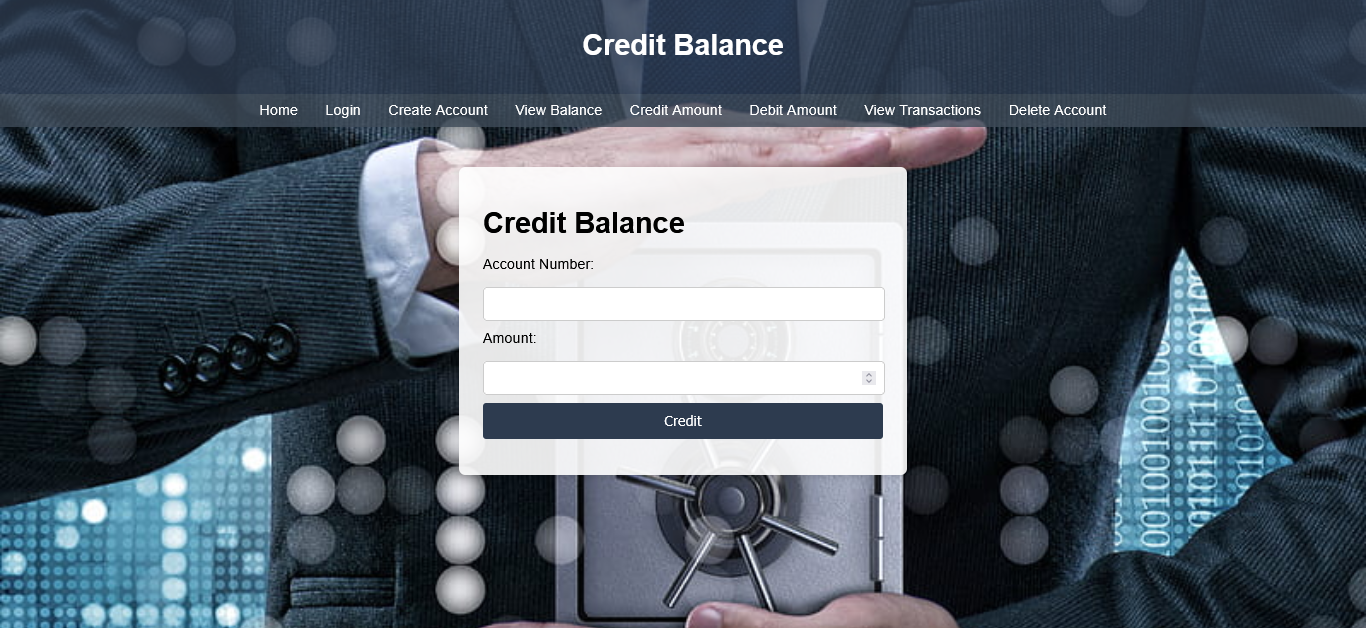 Credit Balance
Home Login Create Account View Balance Credit Amount Debit Amount View Transactions Delete Account
Credit Balance
Account Number:
Amount:
Credit